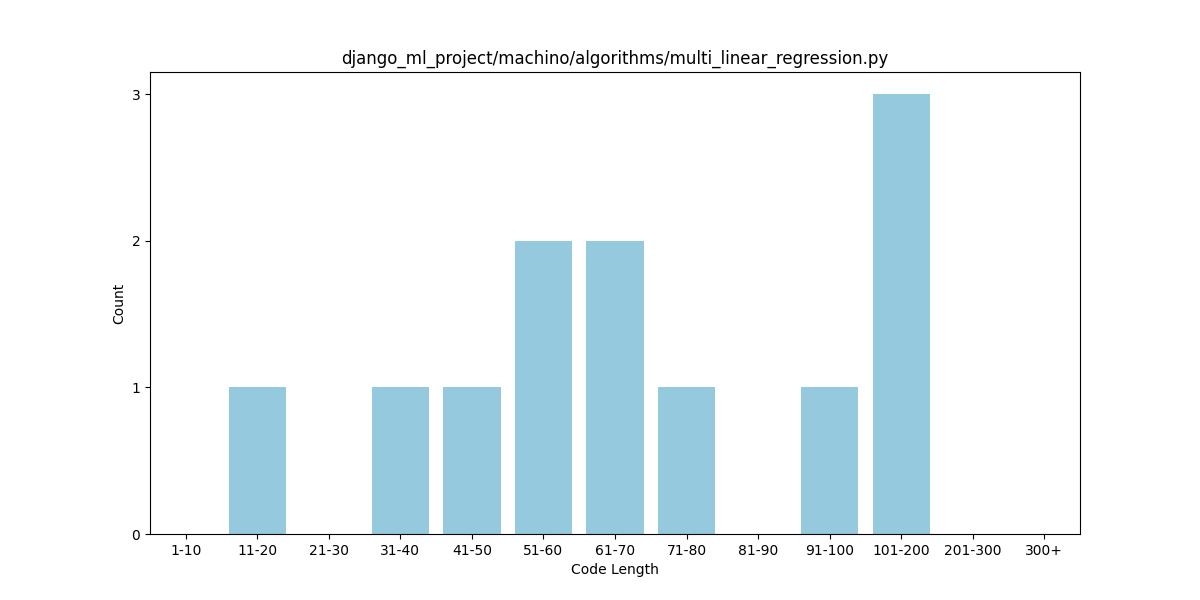 django_ml_project/machino/algorithms/multi_linear_regression.py
3
2
1
0
Count
1-10 11-20 21-30 31-40 41-50 51-60 61-70 71-80 81-90 91-100 101-200 201-300 300+
Code Length